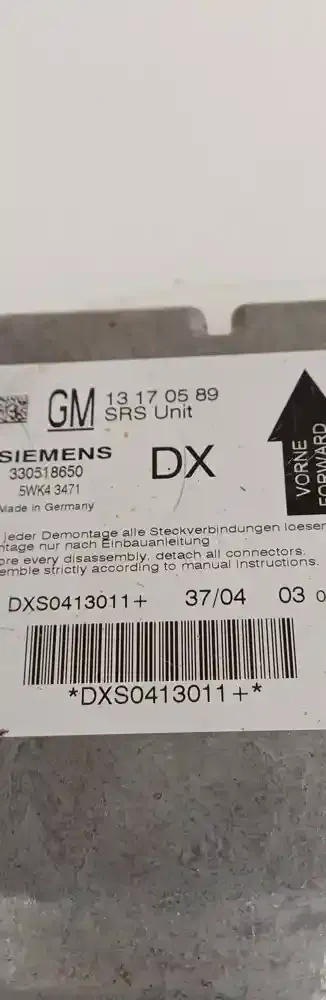 GM 13 17 05 89
SRS Unit
SIEMENS
330518650
5WK4 3471
Made in Germany
DX
VORNE
FORWARD
jeder Demontage alle Steckverbindungen loesen
ntage nur nach Einbauanleitung
ore every disassembly, detach all connectors.
emble strictly according to manual instructions.
DXS0413011+ 37/04 03 0
*DXS0413011+*